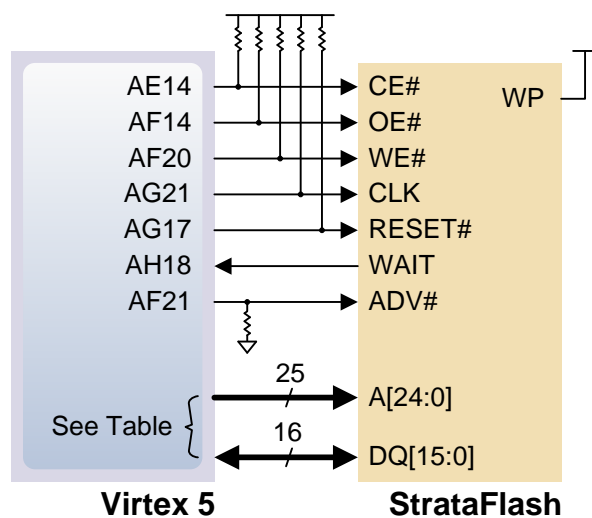 AE14 CE#
WP
AF14 OE#
AF20 WE#
AG21 CLK
AG17 RESET#
AH18 WAIT
AF21 ADV#
25
A[24:0]
See Table
16
DQ[15:0]
Virtex 5 StrataFlash